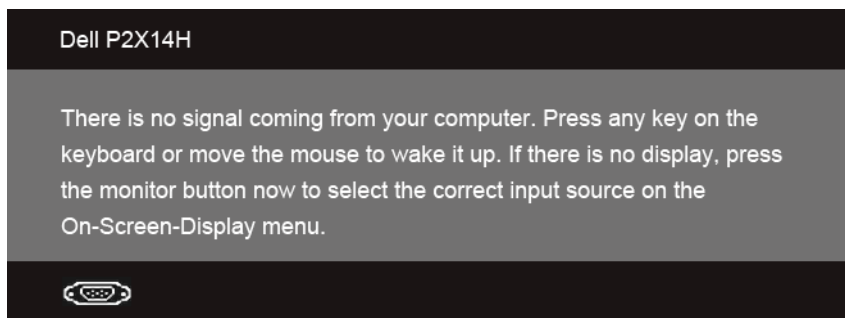 Dell P2X14H
There is no signal coming from your computer. Press any key on the
keyboard or move the mouse to wake it up. If there is no display, press
the monitor button now to select the correct input source on the
On-Screen-Display menu.